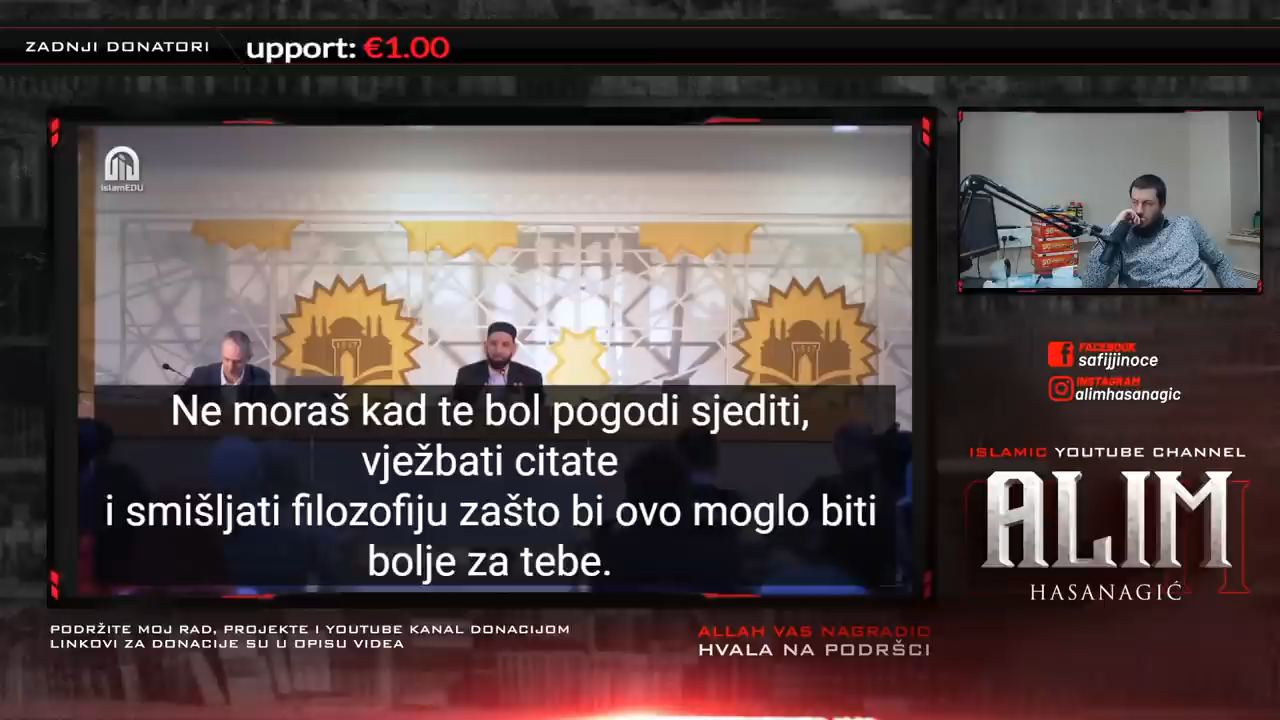 ZADNJI DONATORI
upport: €1.00
islamEDU
1517
1517
Ne moraš kad te bol pogodi sjediti,
vježbati citate
i smišljati filozofiju zašto bi ovo moglo biti
bolje za tebe.
FACEBOOK
safijjinoce
INSTAGRAM
alimhasanagic
ISLAMIC YOUTUBE CHANNEL
ALIM
HASANAGIĆ
PODRŽITE MOJ RAD, PROJEKTE I YOUTUBE KANAL DONACIJOM
LINKOVI ZA DONACIJE SU U OPISU VIDEA
ALLAH VAS NAGRADIO
HVALA NA PODRŠCI